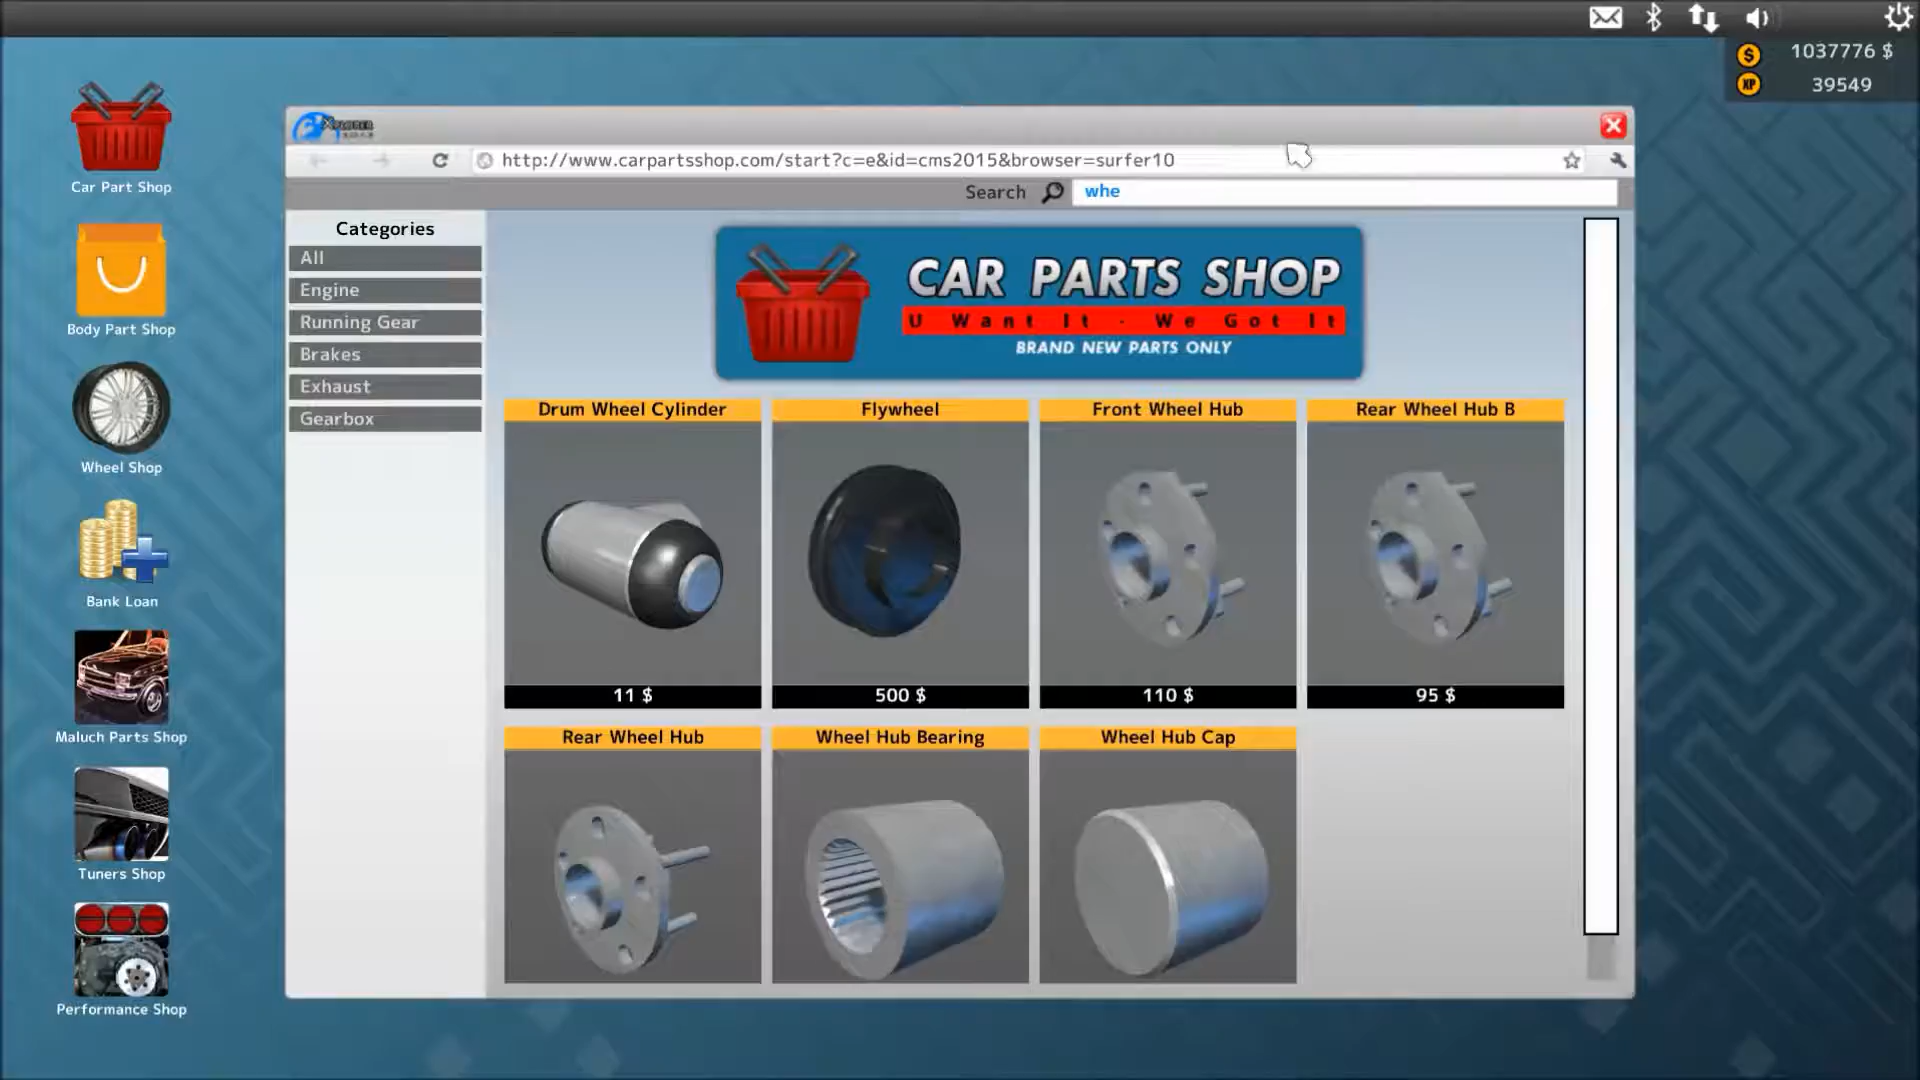 1037776 $
XP 39549
Car Part Shop
Body Part Shop
Wheel Shop
Bank Loan
Maluch Parts Shop
Tuners Shop
Performance Shop
http://www.carpartsshop.com/start?c=e&id=cms2015&browser=surfer10
Search whe
Categories
All
Engine
Running Gear
Brakes
Exhaust
Gearbox
CAR PARTS SHOP
U Want It - We Got It
BRAND NEW PARTS ONLY
Drum Wheel Cylinder
Flywheel
Front Wheel Hub
Rear Wheel Hub B
11 $
500 $
110 $
95 $
Rear Wheel Hub
Wheel Hub Bearing
Wheel Hub Cap